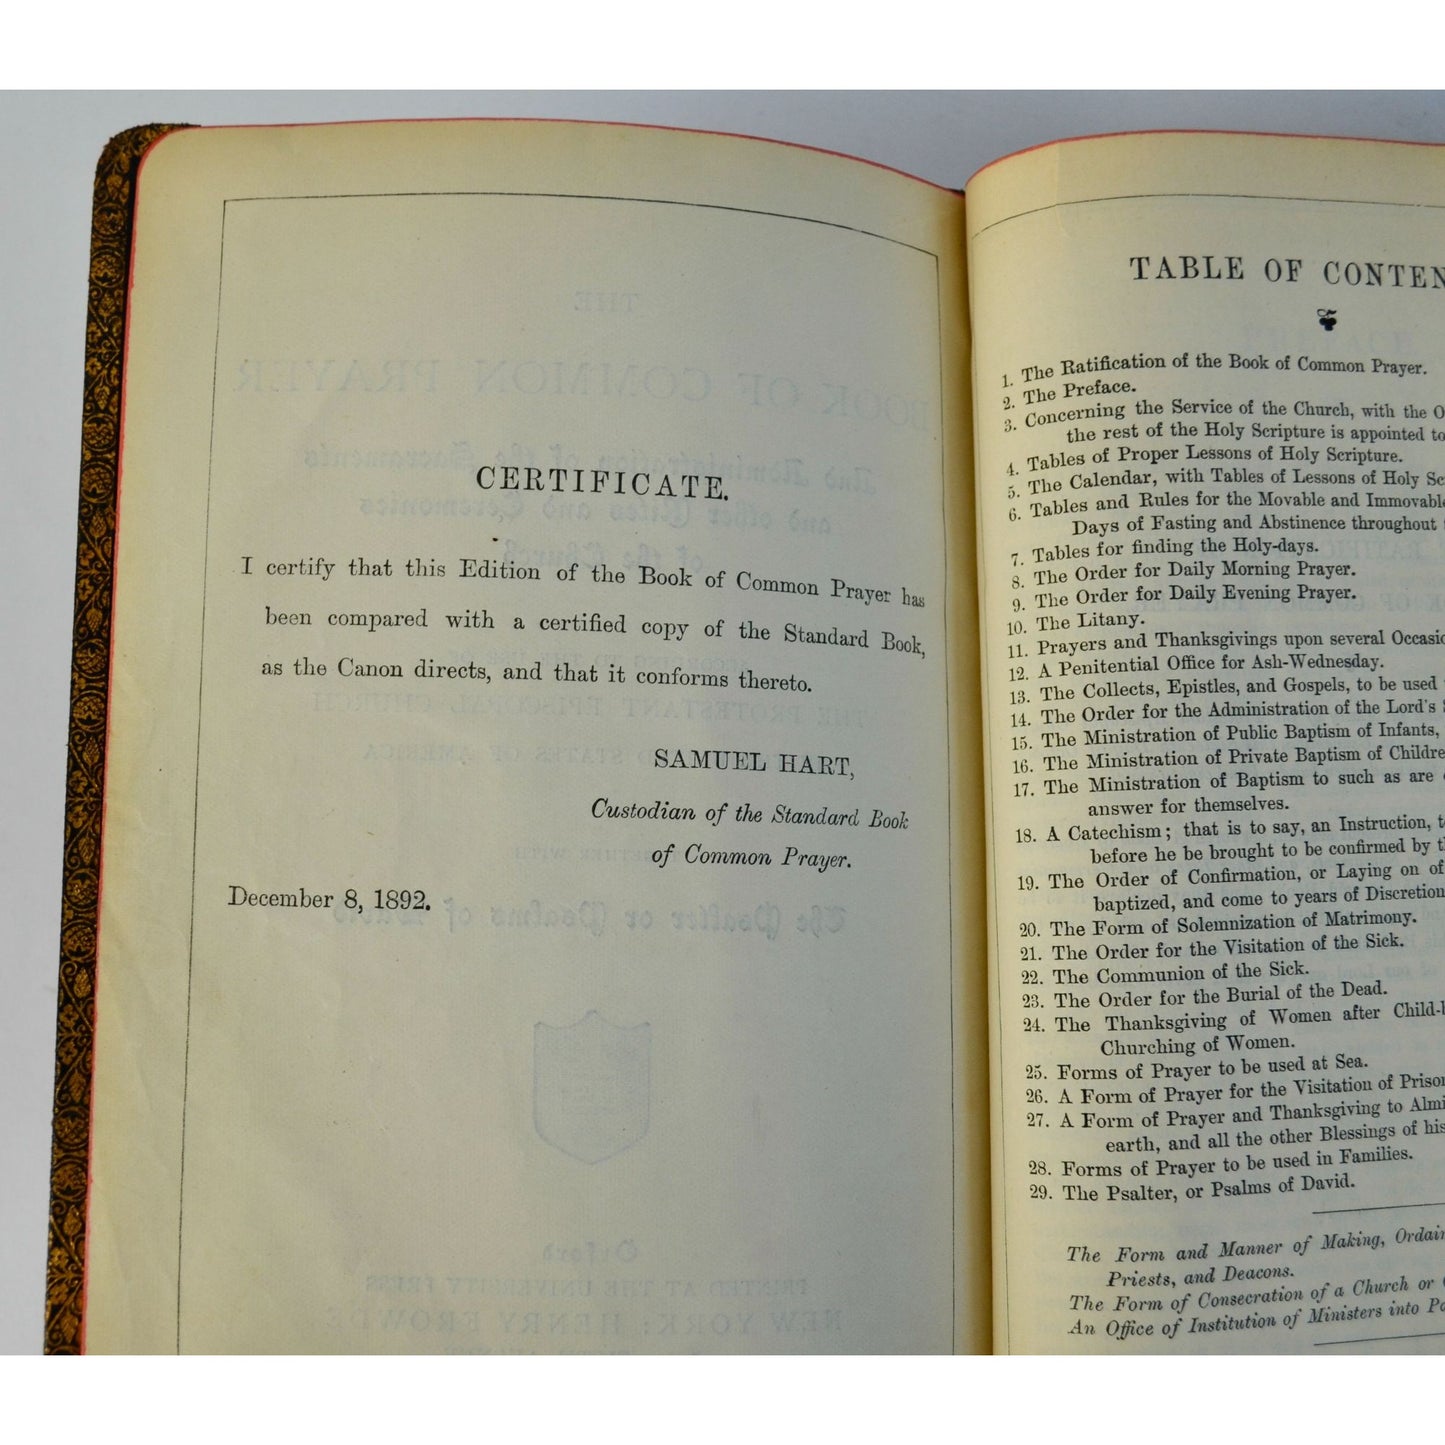 CERTIFICATE.
I certify that this Edition of the Book of Common Prayer has
been compared with a certified copy of the Standard Book,
as the Canon directs, and that it conforms thereto.
SAMUEL HART,
Custodian of the Standard Book
of Common Prayer.
December 8, 1892.
TABLE OF CONTEN
1. The Ratification of the Book of Common Prayer.
2. The Preface.
3. Concerning the Service of the Church, with the O
the rest of the Holy Scripture is appointed to
4. Tables of Proper Lessons of Holy Scripture.
5. The Calendar, with Tables of Lessons of Holy Sc
6. Tables and Rules for the Movable and Immovable
Days of Fasting and Abstinence throughout
7. Tables for finding the Holy-days.
8. The Order for Daily Morning Prayer.
9. The Order for Daily Evening Prayer.
10. The Litany.
11. Prayers and Thanksgivings upon several Occasio
12. A Penitential Office for Ash-Wednesday.
13. The Collects, Epistles, and Gospels, to be used
14. The Order for the Administration of the Lord's
15. The Ministration of Public Baptism of Infants,
16. The Ministration of Private Baptism of Childre
17. The Ministration of Baptism to such as are
answer for themselves.
18. A Catechism; that is to say, an Instruction, t
before he be brought to be confirmed by t
19. The Order of Confirmation, or Laying on of
baptized, and come to years of Discretion
20. The Form of Solemnization of Matrimony.
21. The Order for the Visitation of the Sick.
22. The Communion of the Sick.
23. The Order for the Burial of the Dead.
24. The Thanksgiving of Women after Child-b
Churching of Women.
25. Forms of Prayer to be used at Sea.
26. A Form of Prayer for the Visitation of Prison
27. A Form of Prayer and Thanksgiving to Almi
earth, and all the other Blessings of his
28. Forms of Prayer to be used in Families.
29. The Psalter, or Psalms of David.
The Form and Manner of Making, Ordain
Priests, and Deacons.
The Form of Consecration of a Church or
An Office of Institution of Ministers into Pa